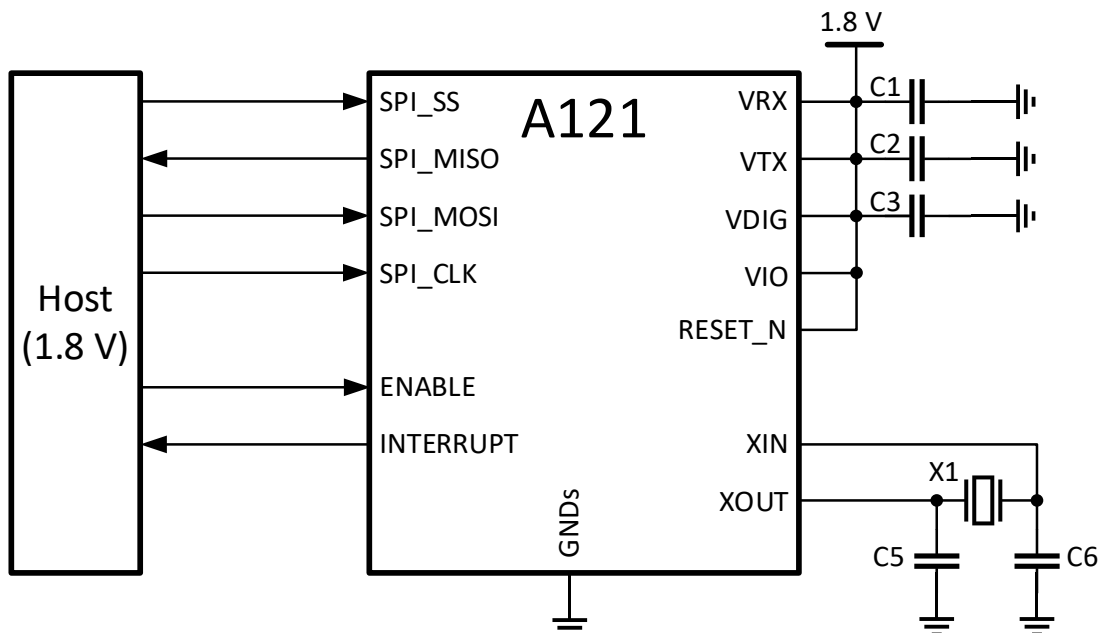 1.8 V
Host
(1.8 V)
A121
SPI_SS
SPI_MISO
SPI_MOSI
SPI_CLK
ENABLE
INTERRUPT
GNDs
VRX
VTX
VDIG
VIO
RESET_N
XIN
XOUT
C1
C2
C3
X1
C5
C6